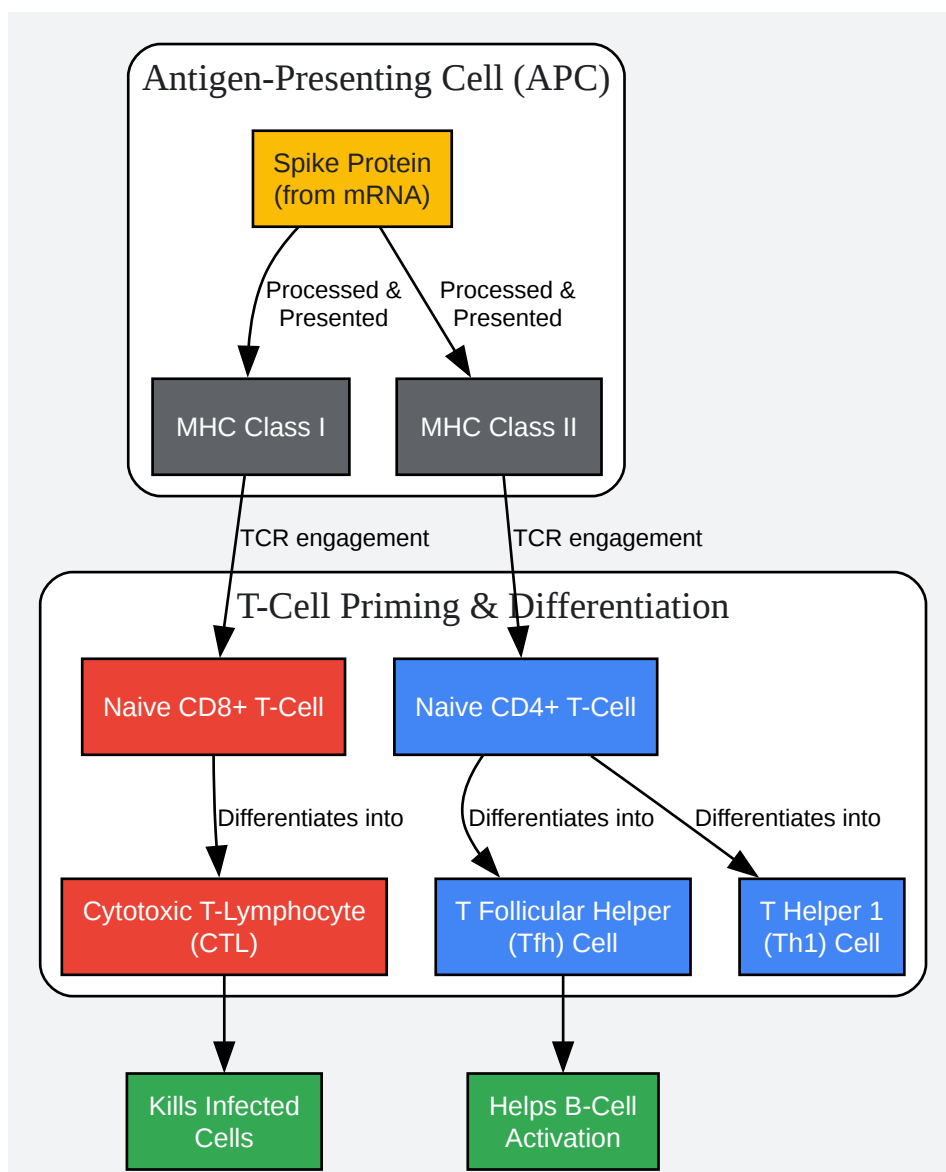 Antigen-Presenting Cell (APC)
Spike Protein
(from mRNA)
Processed &
Presented
Processed &
Presented
MHC Class I
MHC Class II
TCR engagement
TCR engagement
T-Cell Priming & Differentiation
Naive CD8+ T-Cell
Naive CD4+ T-Cell
Differentiates into
Differentiates into
Differentiates into
Cytotoxic T-Lymphocyte
(CTL)
T Follicular Helper
(Tfh) Cell
T Helper 1
(Th1) Cell
Kills Infected
Cells
Helps B-Cell
Activation